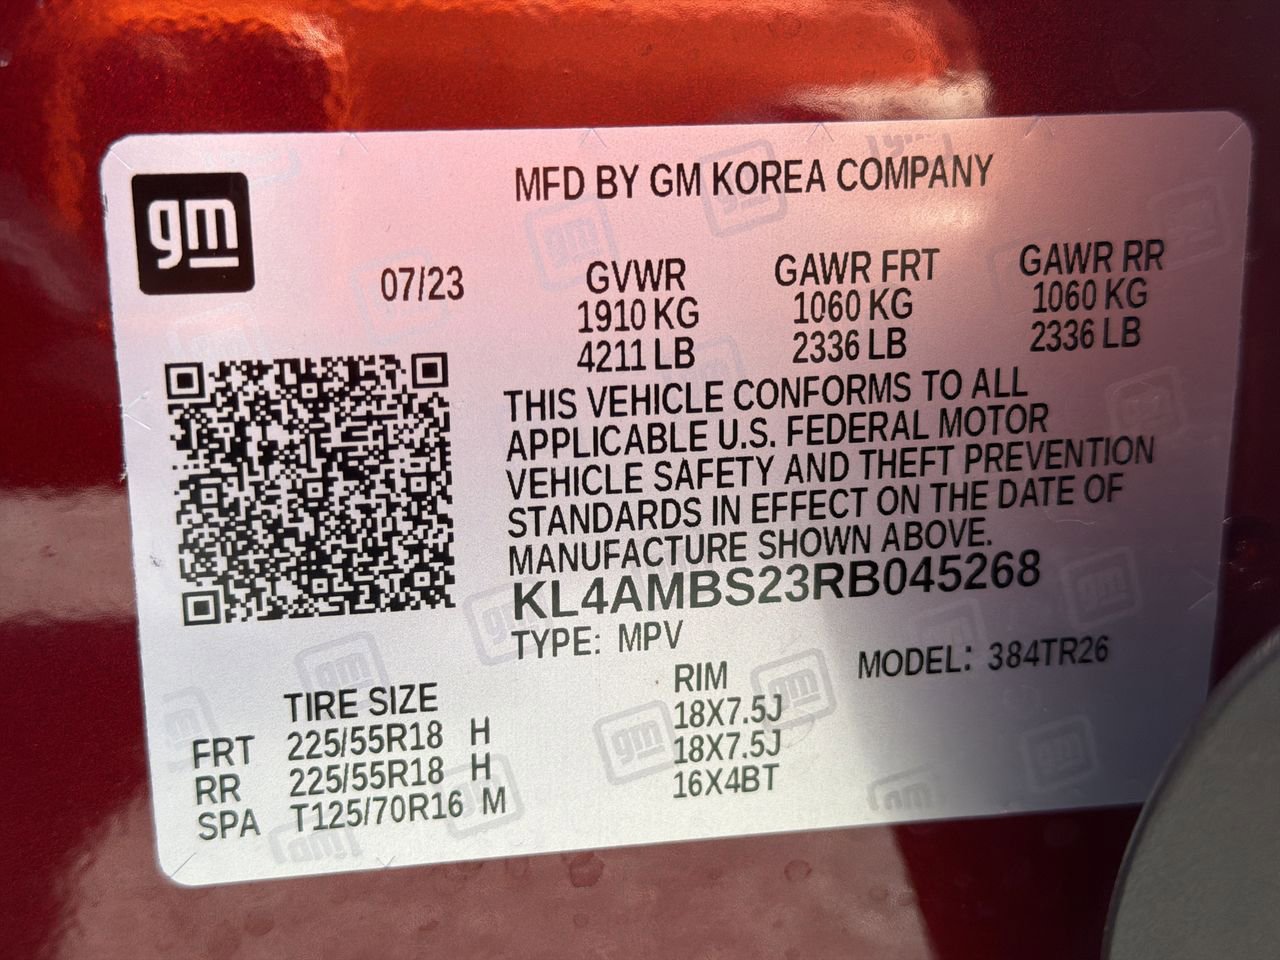 gm
MFD BY GM KOREA COMPANY
07/23
GVWR GAWR FRT GAWR RR
1910 KG 1060 KG 1060 KG
4211 LB 2336 LB 2336 LB
THIS VEHICLE CONFORMS TO ALL
APPLICABLE U.S. FEDERAL MOTOR
VEHICLE SAFETY AND THEFT PREVENTION
STANDARDS IN EFFECT ON THE DATE OF
MANUFACTURE SHOWN ABOVE.
KL4AMBS23RB045268
TYPE: MPV MODEL: 384TR26
TIRE SIZE RIM
FRT 225/55R18 H 18X7.5J
RR 225/55R18 H 18X7.5J
SPA T125/70R16 M 16X4BT